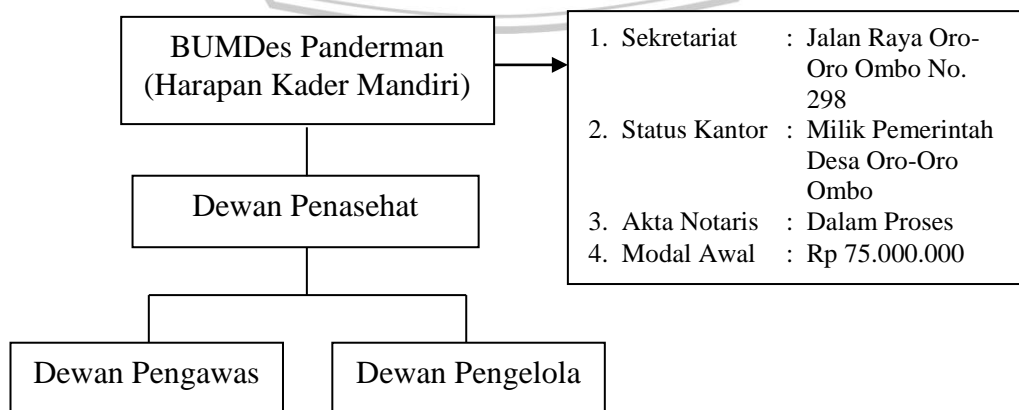 BUMDes Panderman
(Harapan Kader Mandiri)
1. Sekretariat : Jalan Raya Oro-
Oro Ombo No.
298
2. Status Kantor : Milik Pemerintah
Desa Oro-Oro
Ombo
3. Akta Notaris : Dalam Proses
4. Modal Awal : Rp 75.000.000
Dewan Penasehat
Dewan Pengawas
Dewan Pengelola